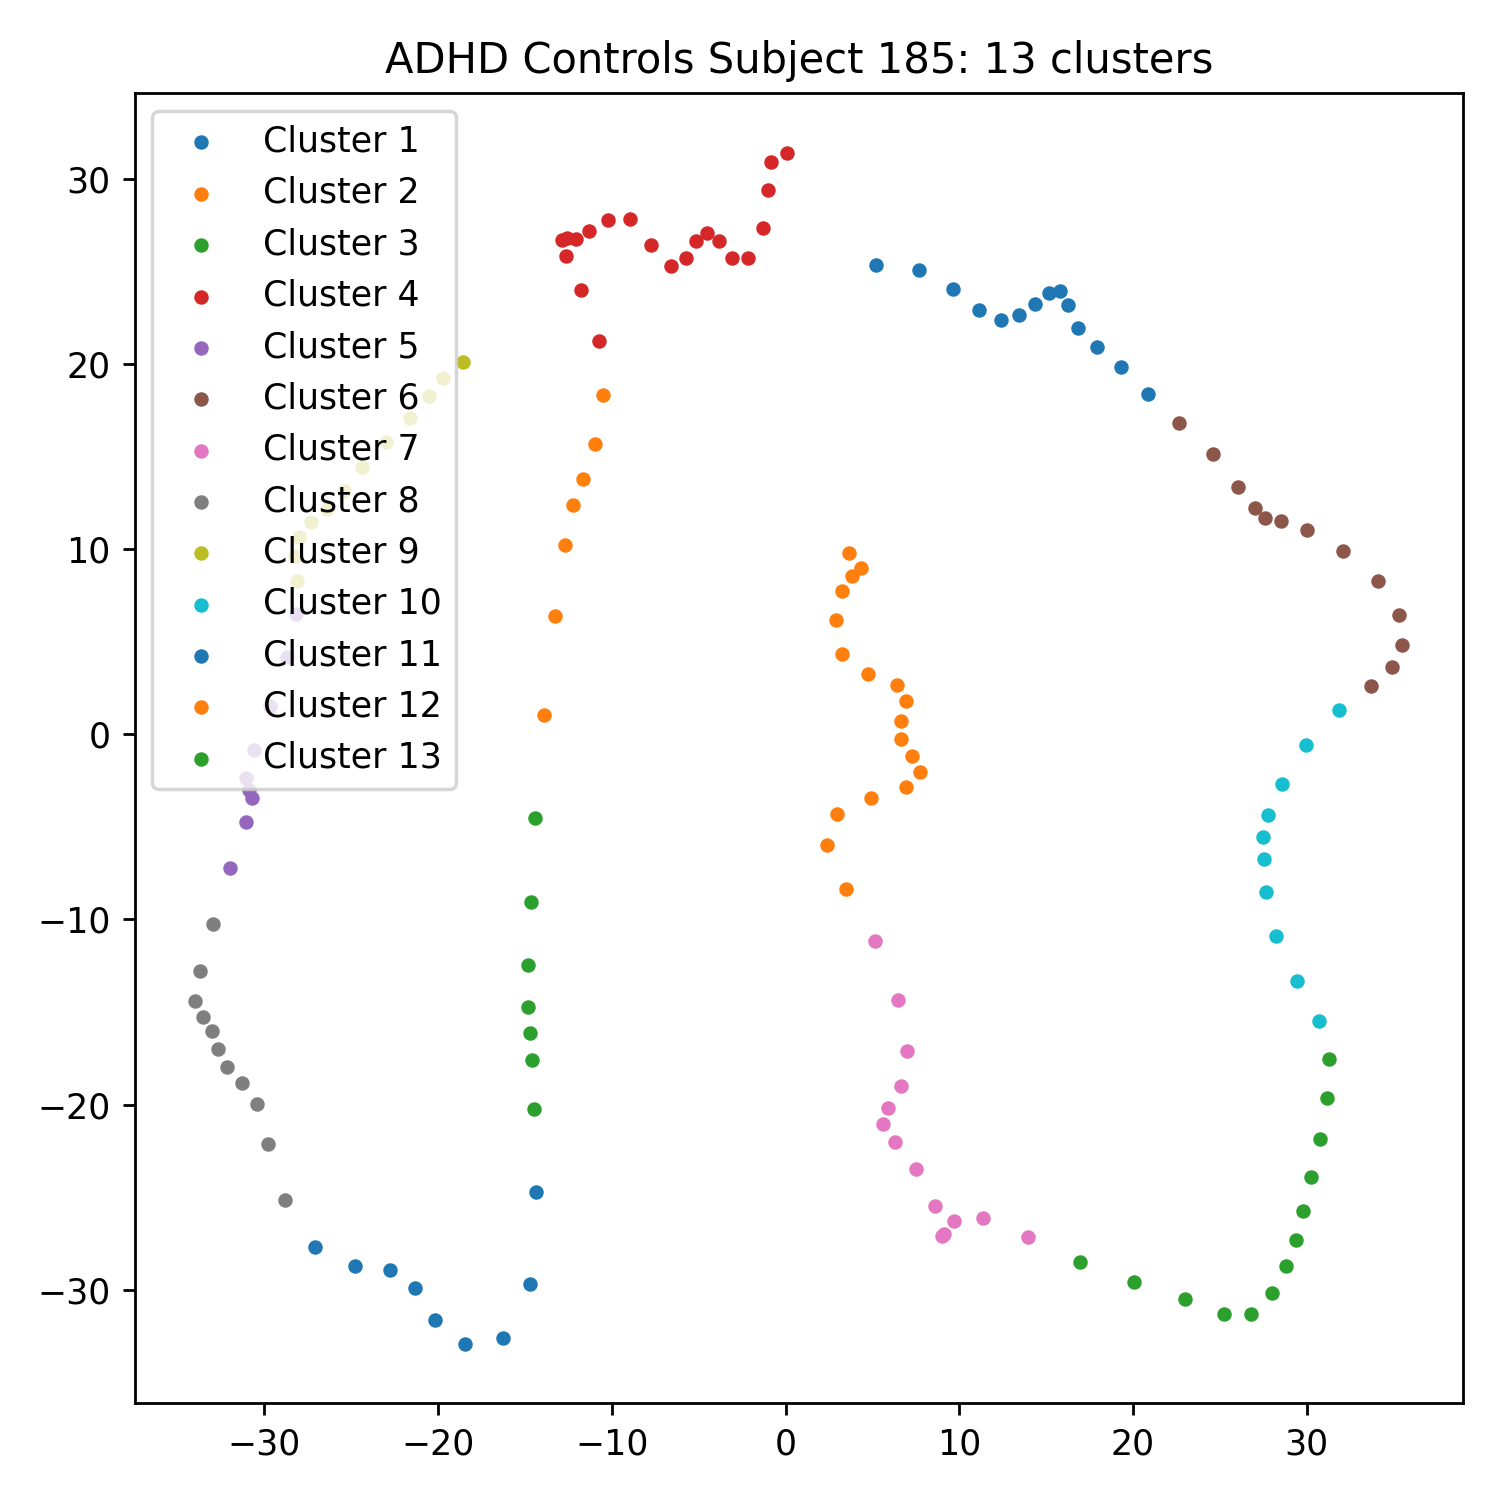 ADHD Controls Subject 185: 13 clusters
Cluster 1
Cluster 2
Cluster 3
Cluster 4
Cluster 5
Cluster 6
Cluster 7
Cluster 8
Cluster 9
Cluster 10
Cluster 11
Cluster 12
Cluster 13
30
20
10
0
−10
−20
−30
−30 −20 −10 0 10 20 30